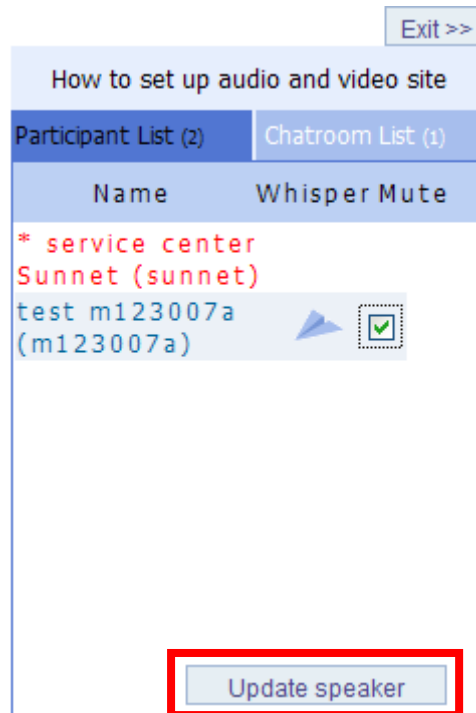 Exit >>
How to set up audio and video site
Participant List (2) Chatroom List (1)
Name Whisper Mute
* service center
Sunnet (sunnet)
test m123007a
(m123007a)
Update speaker